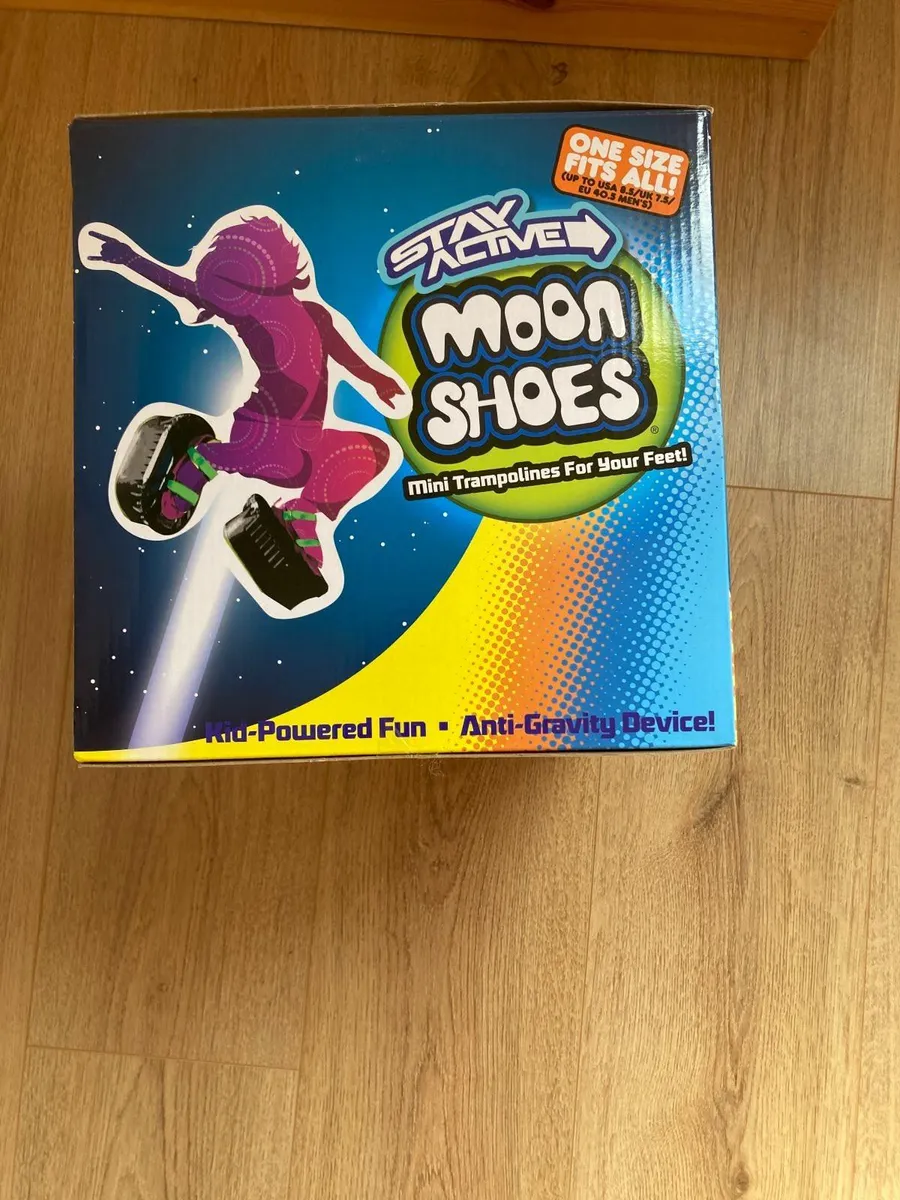 ONE SIZE
FITS ALL!
(UP TO USA 8.5/UK 7.5/
EU 40.5 MEN'S)
STAY
ACTIVE
MOON
SHOES
®
Mini Trampolines For Your Feet!
Kid-Powered Fun ▪ Anti-Gravity Device!